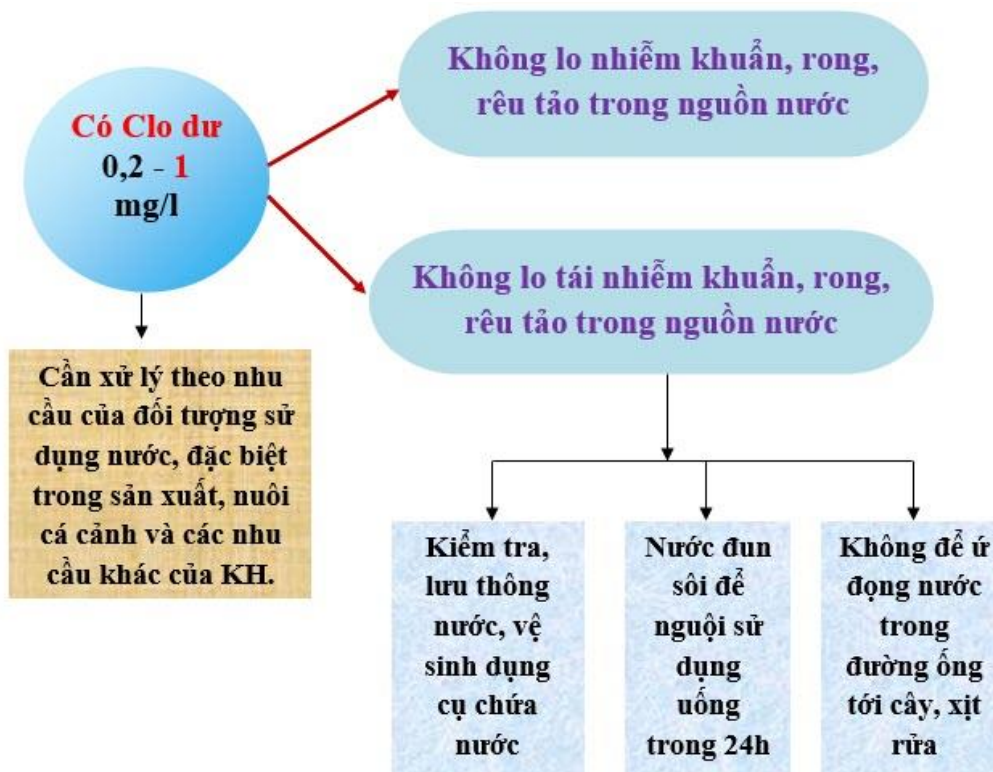 Có Clo dư
0,2 - 1
mg/l
Không lo nhiễm khuẩn, rong,
rêu tảo trong nguồn nước
Không lo tái nhiễm khuẩn, rong,
rêu tảo trong nguồn nước
Cần xử lý theo nhu
cầu của đối tượng sử
dụng nước, đặc biệt
trong sản xuất, nuôi
cá cảnh và các nhu
cầu khác của KH.
Kiểm tra,
lưu thông
nước, vệ
sinh dụng
cụ chứa
nước
Nước đun
sôi để
nguội sử
dụng
uống
trong 24h
Không để ứ
đọng nước
trong
đường ống
tới cây, xịt
rửa